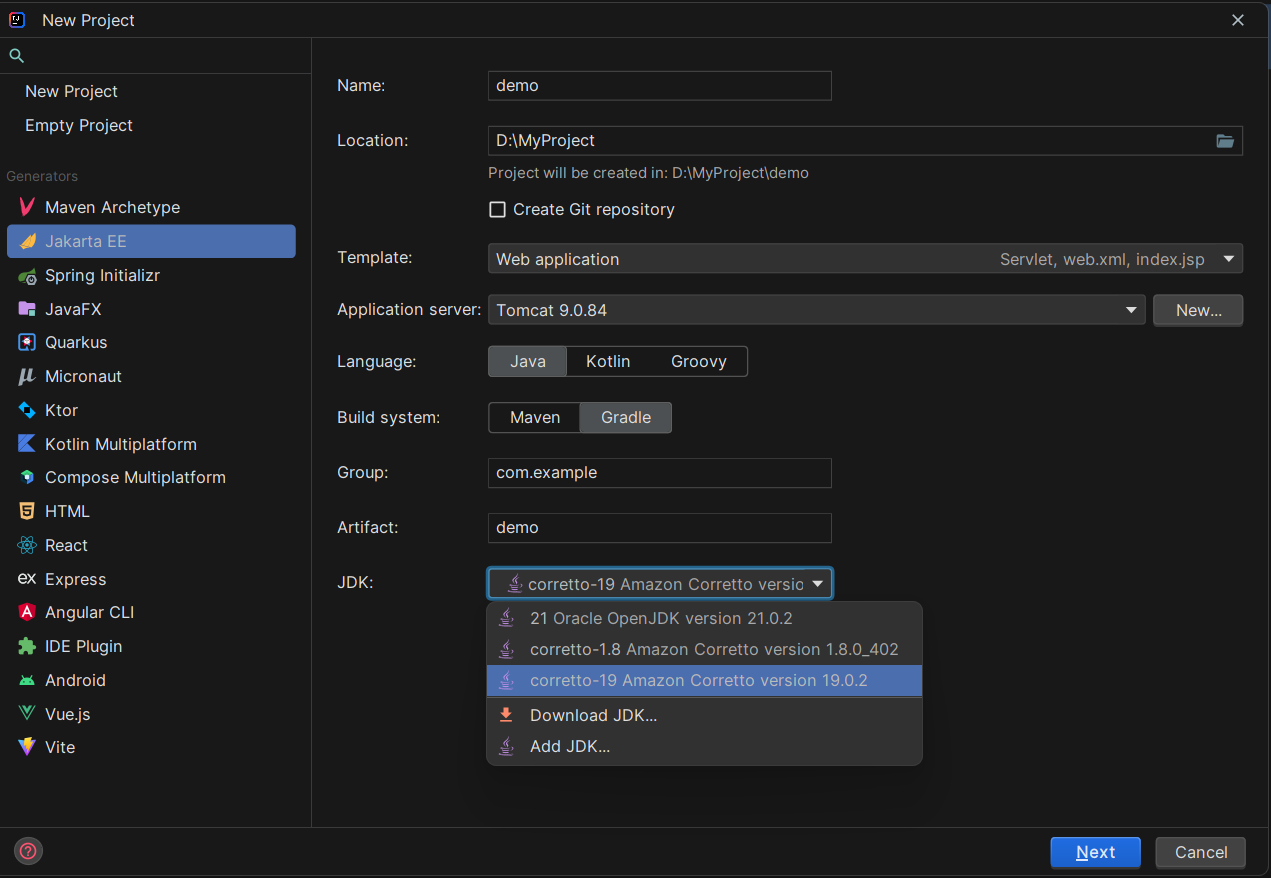 New Project
New Project
Empty Project
Generators
Maven Archetype
Jakarta EE
Spring Initializr
JavaFX
Quarkus
Micronaut
Ktor
Kotlin Multiplatform
Compose Multiplatform
HTML
React
Express
Angular CLI
IDE Plugin
Android
Vue.js
Vite
Name: demo
Location: D:\MyProject
Project will be created in: D:\MyProject\demo
Create Git repository
Template: Web application Servlet, web.xml, index.jsp
Application server: Tomcat 9.0.84 New...
Language: Java Kotlin Groovy
Build system: Maven Gradle
Group: com.example
Artifact: demo
JDK: corretto-19 Amazon Corretto versio
21 Oracle OpenJDK version 21.0.2
corretto-1.8 Amazon Corretto version 1.8.0_402
corretto-19 Amazon Corretto version 19.0.2
Download JDK...
Add JDK...
? Next Cancel